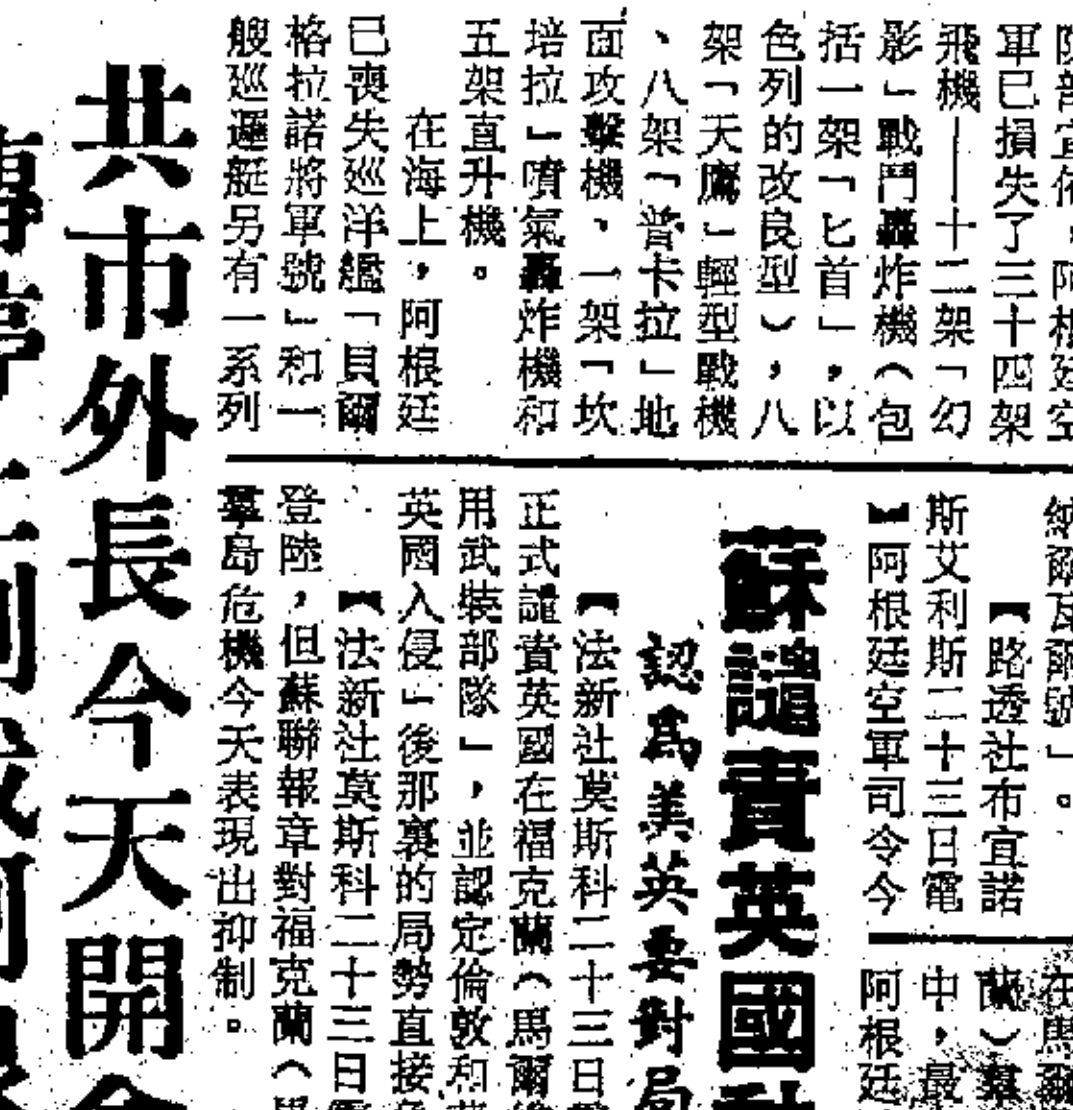 軍已損失了三十四架
飛機——十二架「幻
影」戰鬥轟炸機（包
括一架「匕首」，以
色列的改良型），八
架「天鷹」輕型戰機
、八架「普卡拉」地
面攻擊機、一架「坎
培拉」噴氣轟炸機和
五架直升機。
在海上，阿根廷
已喪失巡洋艦「貝爾
格拉諾將軍號」和一
艘巡邏艇另有一系列
納爾瓦爾號」。
【路透社布宜諾
斯艾利斯二十三日電
】阿根廷空軍司令今
蘇譴責英國
認爲美英要對局
【法新社莫斯科二十三日
正式譴責英國在福克蘭（馬爾
用武裝部隊」，並認定倫敦和
英國入侵」後那裏的局勢直接
【法新社莫斯科二十三日電
登陸，但蘇聯報章對福克蘭（
羣島危機今天表現出抑制。
在馬爾
蘭）羣
中，最
阿根廷
共市外長今天開會